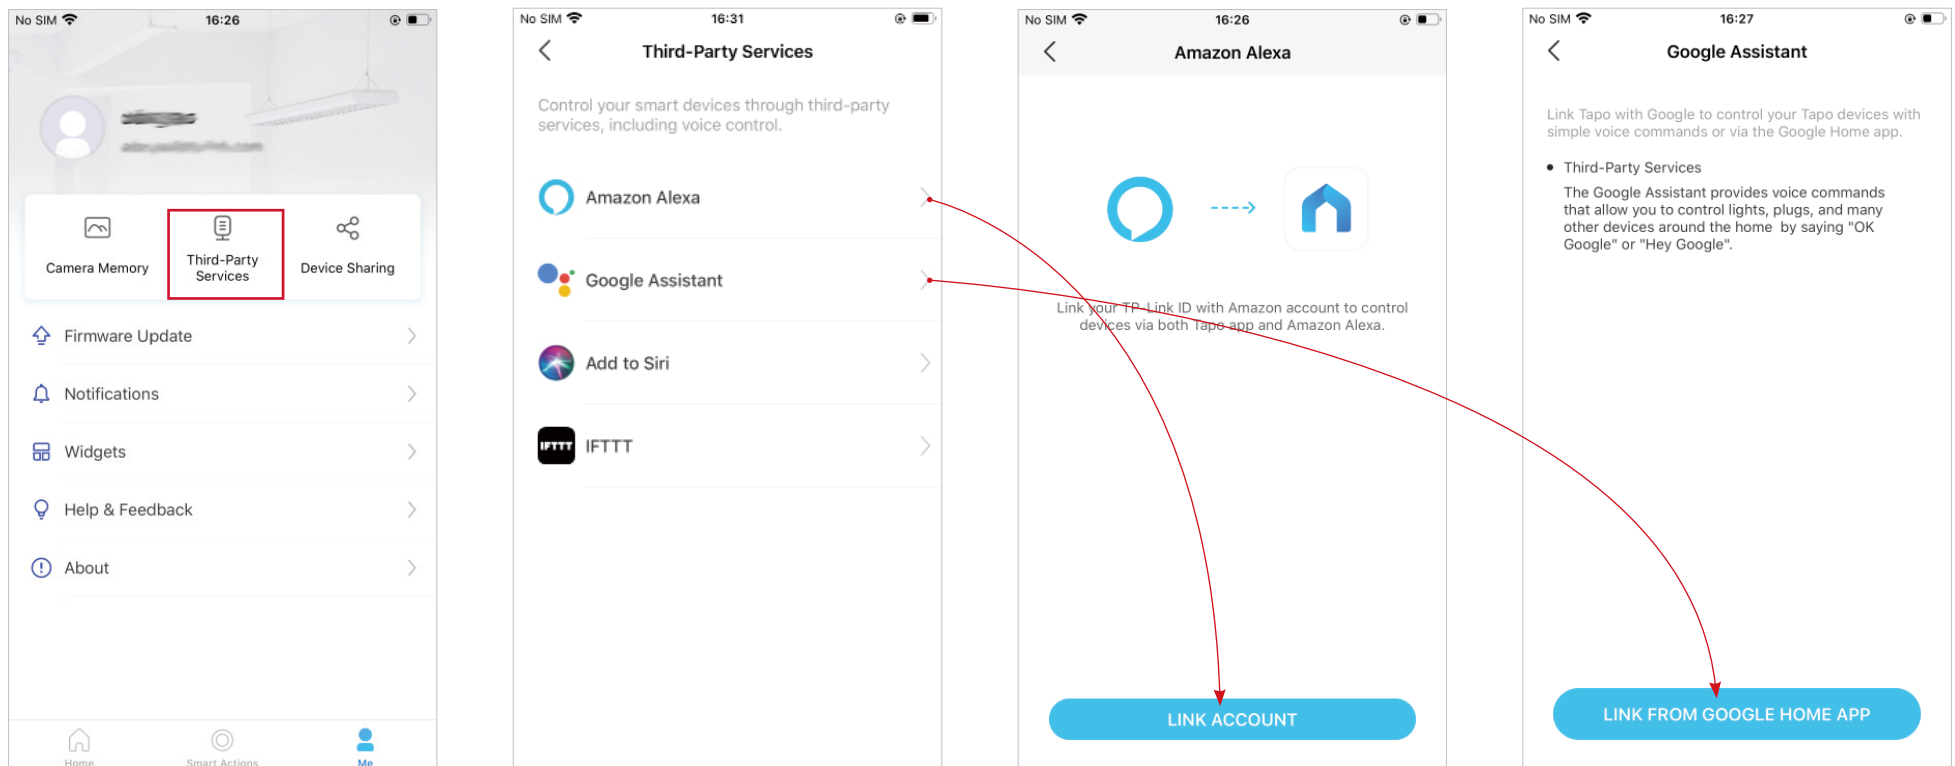 No SIM 16:26
Camera Memory
Third-Party
Services
Device Sharing
Firmware Update
Notifications
Widgets
Help & Feedback
About
Home
Smart Actions
Me
No SIM 16:31
Third-Party Services
Control your smart devices through third-party
services, including voice control.
Amazon Alexa
Google Assistant
Add to Siri
IFTTT IFTTT
No SIM 16:26
Amazon Alexa
Link your TP-Link ID with Amazon account to control
devices via both Tapo app and Amazon Alexa.
LINK ACCOUNT
No SIM 16:27
Google Assistant
Link Tapo with Google to control your Tapo devices with
simple voice commands or via the Google Home app.
• Third-Party Services
The Google Assistant provides voice commands
that allow you to control lights, plugs, and many
other devices around the home by saying "OK
Google" or "Hey Google".
LINK FROM GOOGLE HOME APP